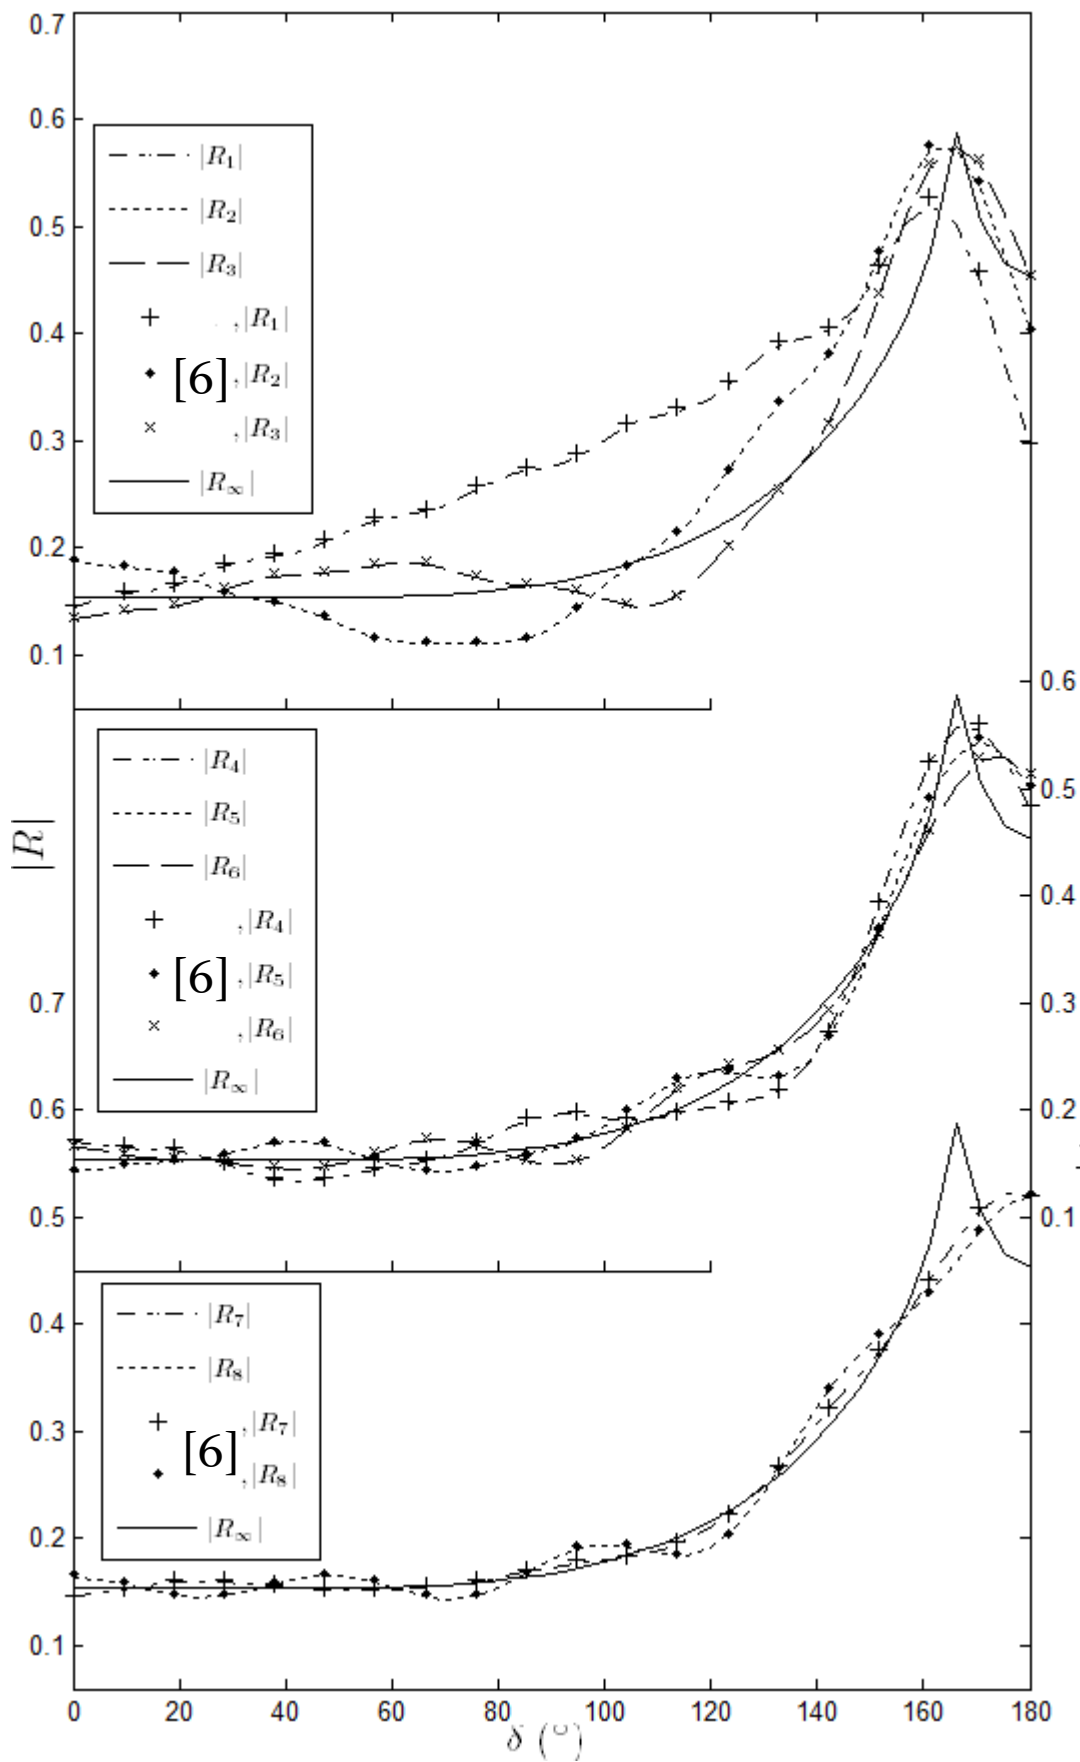 0.7
0.6
0.5
0.4
0.3
0.2
0.1
|R₁|
|R₂|
|R₃|
,|R₁|
[6] ,|R₂|
,|R₃|
|R∞|
0.6
0.5
0.4
0.3
0.2
0.1
|R|
0.7
0.6
0.5
|R₄|
|R₅|
|R₆|
,|R₄|
[6] ,|R₅|
,|R₆|
|R∞|
0.4
0.3
0.2
0.1
|R₇|
|R₈|
,|R₇|
[6] ,|R₈|
|R∞|
0 20 40 60 80 100 120 140 160 180
δ (°)